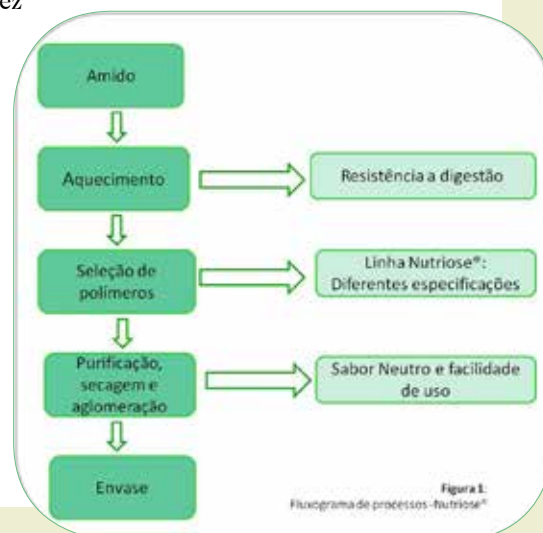 ez
Amido
Aquecimento
Resistência a digestão
Seleção de
polímeros
Linha Nutriose®:
Diferentes especificações
Purificação,
secagem e
aglomeração
Sabor Neutro e facilidade
de uso
Envase
Figura 1:
Fluxograma de processos -Nutriose®